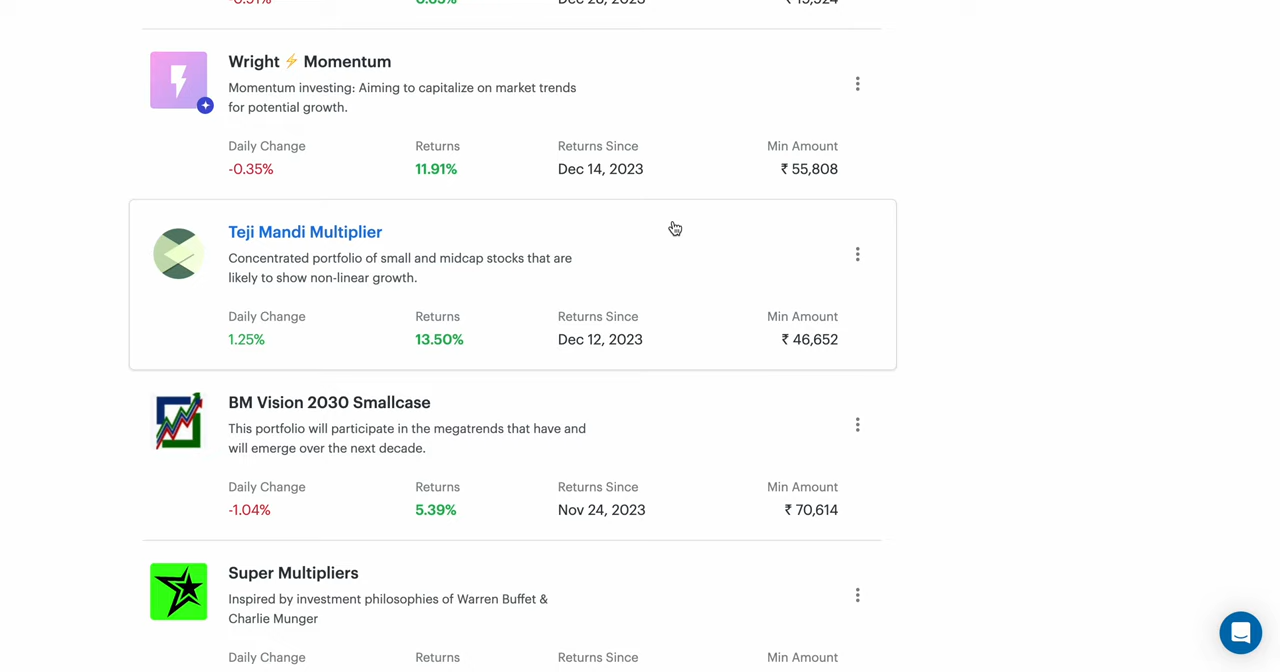 Wright ⚡ Momentum
Momentum investing: Aiming to capitalize on market trends
for potential growth.
Daily Change Returns Returns Since Min Amount
-0.35% 11.91% Dec 14, 2023 ₹ 55,808
Teji Mandi Multiplier
Concentrated portfolio of small and midcap stocks that are
likely to show non-linear growth.
Daily Change Returns Returns Since Min Amount
1.25% 13.50% Dec 12, 2023 ₹ 46,652
BM Vision 2030 Smallcase
This portfolio will participate in the megatrends that have and
will emerge over the next decade.
Daily Change Returns Returns Since Min Amount
-1.04% 5.39% Nov 24, 2023 ₹ 70,614
Super Multipliers
Inspired by investment philosophies of Warren Buffet &
Charlie Munger
Daily Change Returns Returns Since Min Amount